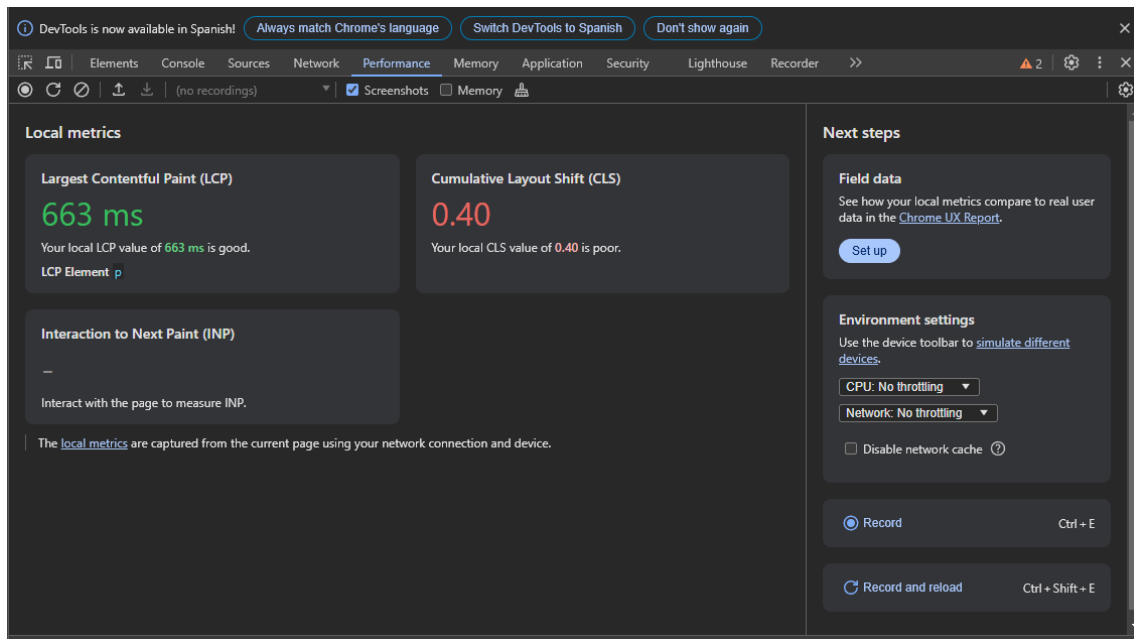 DevTools is now available in Spanish! Always match Chrome's language Switch DevTools to Spanish Don't show again
Elements Console Sources Network Performance Memory Application Security Lighthouse Recorder 2
(no recordings) Screenshots Memory
Local metrics
Largest Contentful Paint (LCP)
663 ms
Your local LCP value of 663 ms is good.
LCP Element p
Cumulative Layout Shift (CLS)
0.40
Your local CLS value of 0.40 is poor.
Interaction to Next Paint (INP)
–
Interact with the page to measure INP.
The local metrics are captured from the current page using your network connection and device.
Next steps
Field data
See how your local metrics compare to real user
data in the Chrome UX Report.
Set up
Environment settings
Use the device toolbar to simulate different
devices.
CPU: No throttling
Network: No throttling
Disable network cache
Record Ctrl + E
Record and reload Ctrl + Shift + E